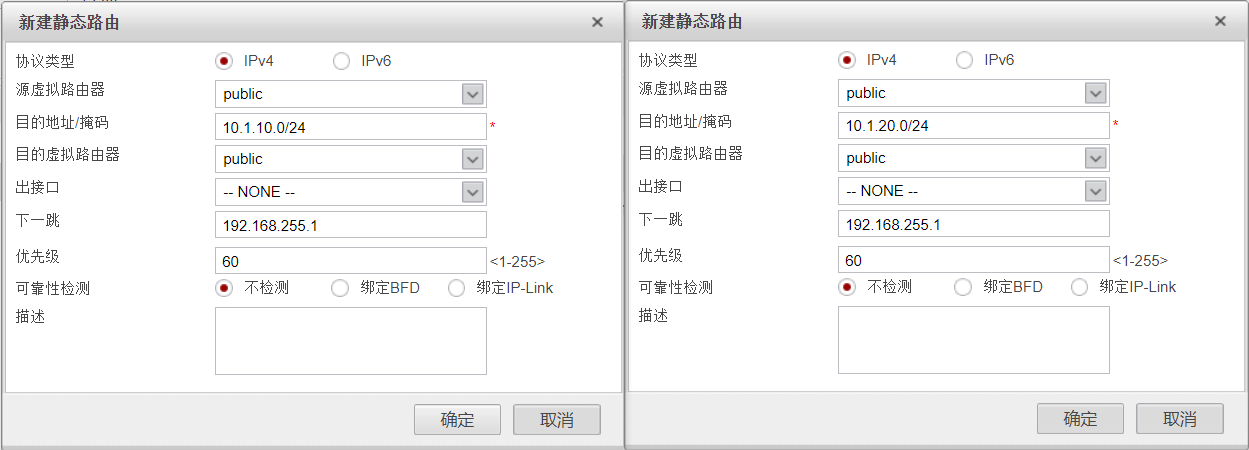 新建静态路由
协议类型 IPv4 IPv6
源虚拟路由器 public
目的地址/掩码 10.1.10.0/24 *
目的虚拟路由器 public
出接口 -- NONE --
下一跳 192.168.255.1
优先级 60 <1-255>
可靠性检测 不检测 绑定BFD 绑定IP-Link
描述
确定 取消
新建静态路由
协议类型 IPv4 IPv6
源虚拟路由器 public
目的地址/掩码 10.1.20.0/24 *
目的虚拟路由器 public
出接口 -- NONE --
下一跳 192.168.255.1
优先级 60 <1-255>
可靠性检测 不检测 绑定BFD 绑定IP-Link
描述
确定 取消